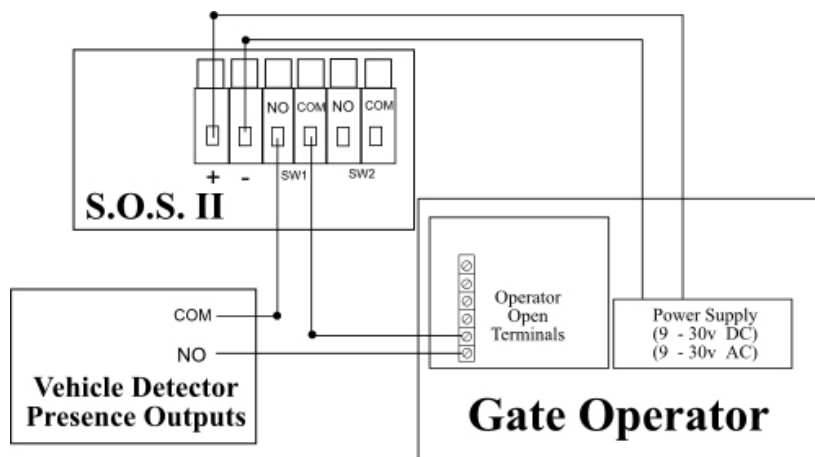 NO COM NO COM
+ - SW1 SW2
S.O.S. II
COM
NO
Vehicle Detector
Presence Outputs
Operator
Open
Terminals
Power Supply
(9 - 30v DC)
(9 - 30v AC)
Gate Operator